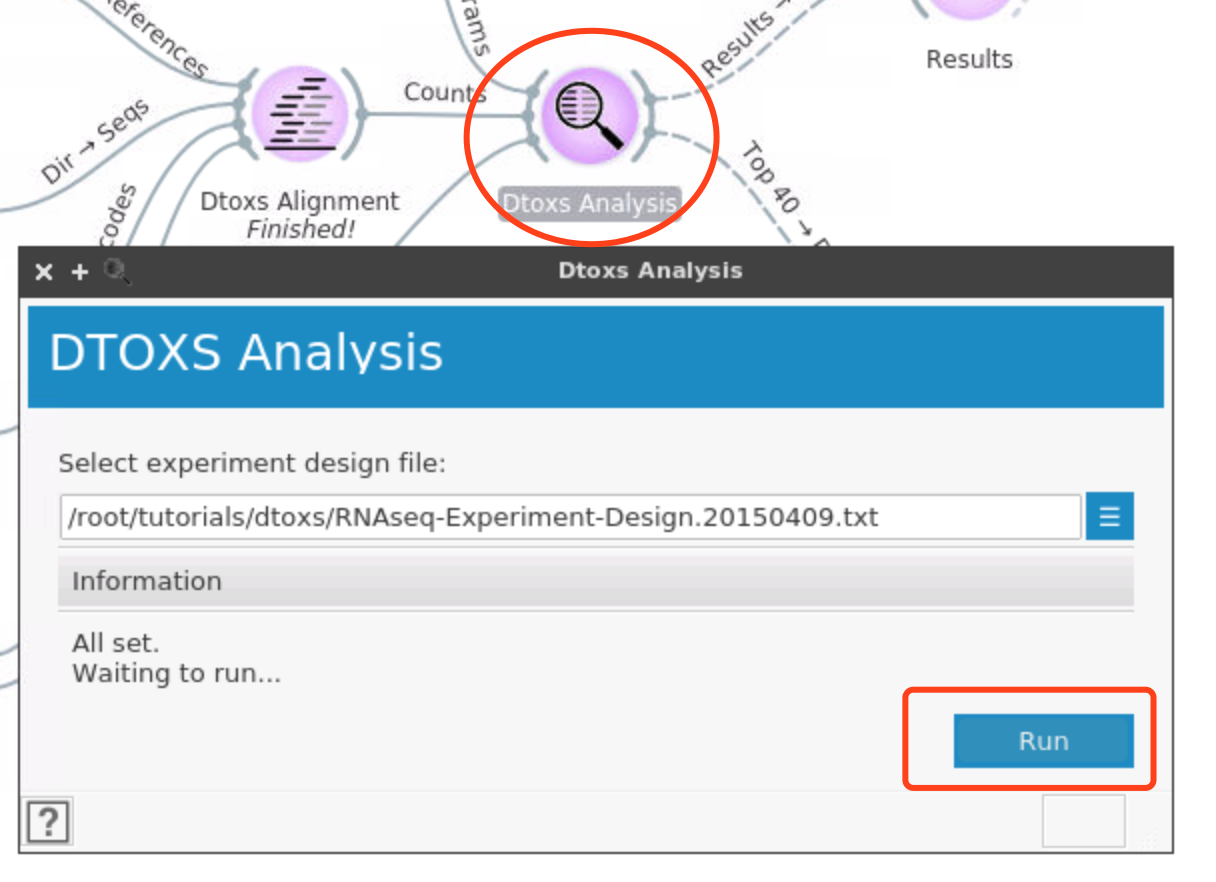 eferences
rams
Results →
Results
Counts
Dir → Seqs
codes
Dtoxs Alignment
Finished!
Dtoxs Analysis
Top 40 →
Dtoxs Analysis
DTOXS Analysis
Select experiment design file:
/root/tutorials/dtoxs/RNAseq-Experiment-Design.20150409.txt
Information
All set.
Waiting to run...
Run
?